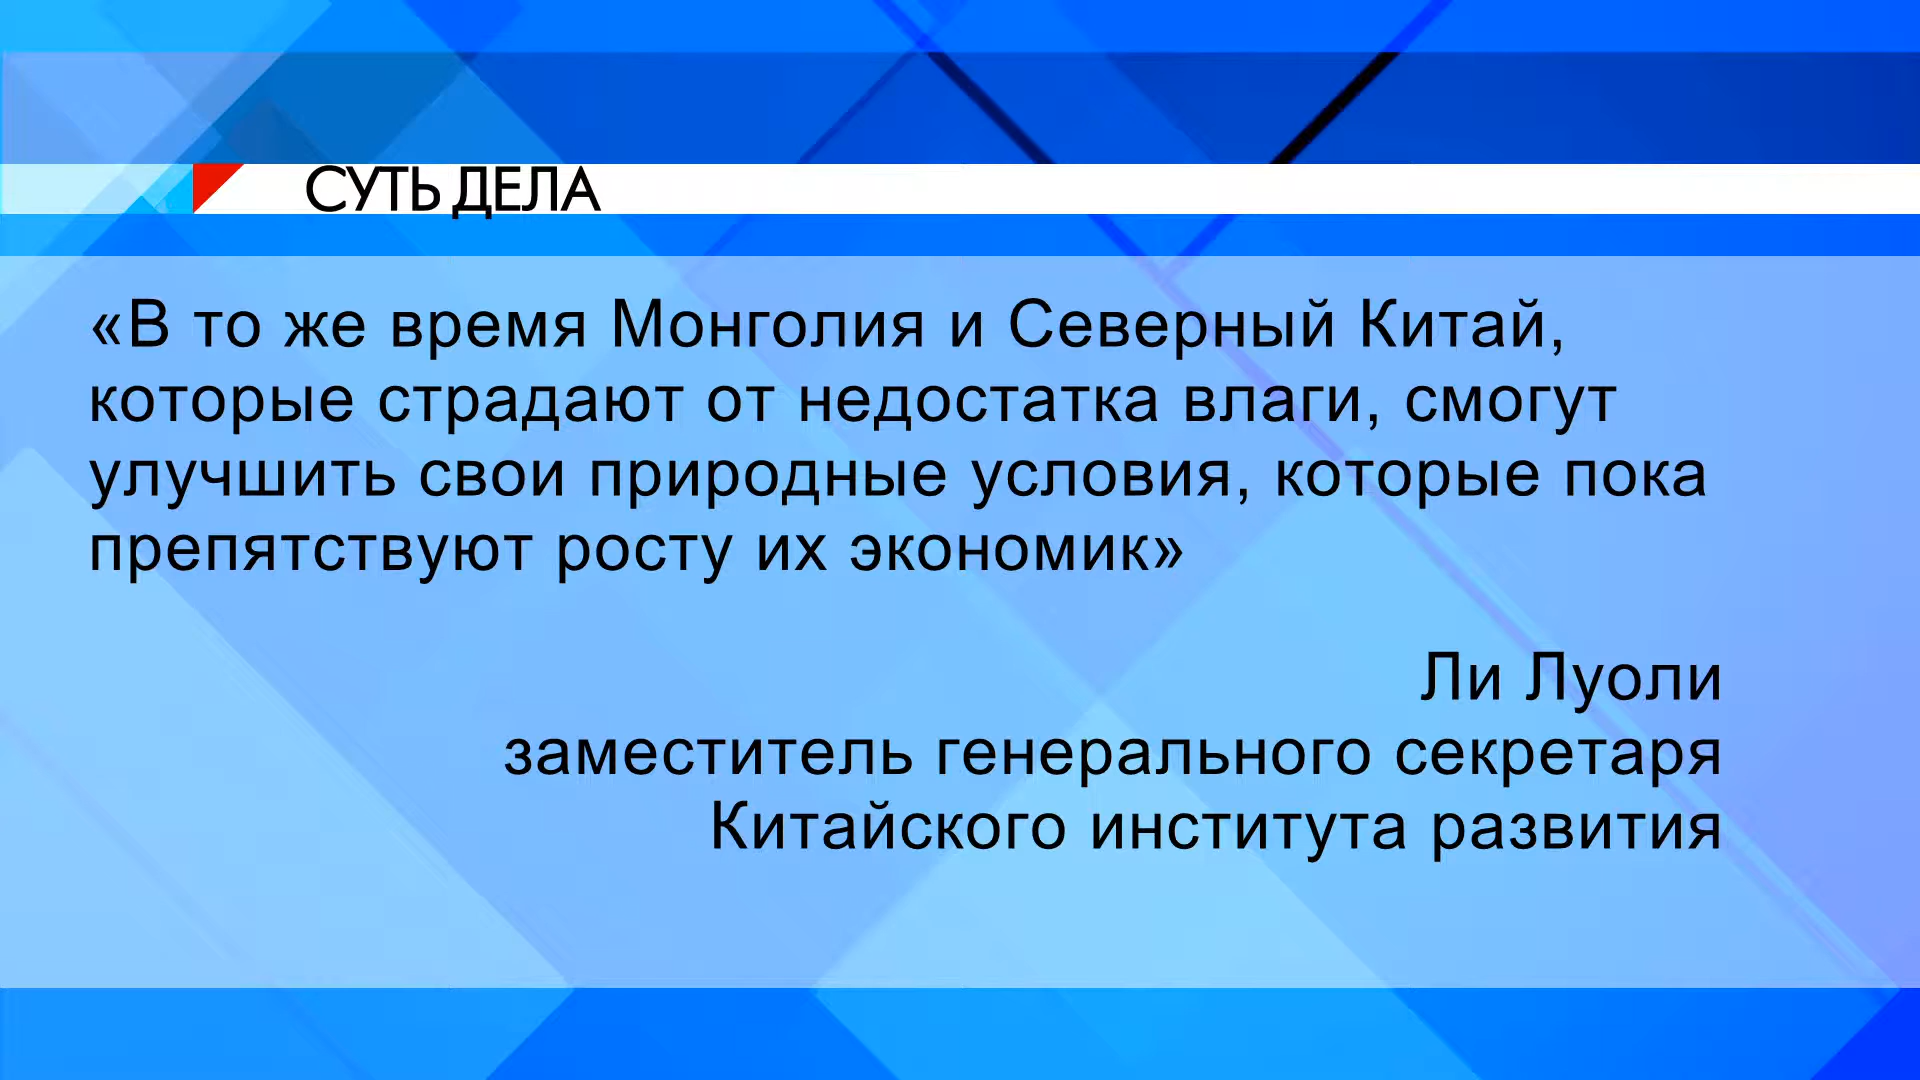 СУТЬ ДЕЛА
«В то же время Монголия и Северный Китай,
которые страдают от недостатка влаги, смогут
улучшить свои природные условия, которые пока
препятствуют росту их экономик»
Ли Луоли
заместитель генерального секретаря
Китайского института развития